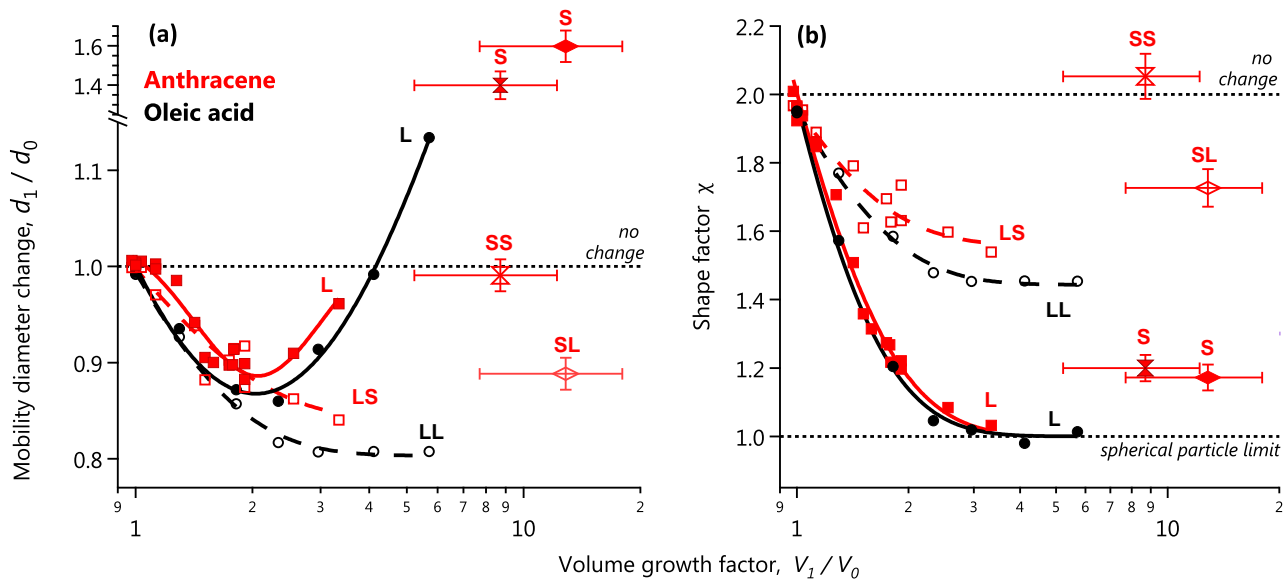 (a)
Anthracene
Oleic acid
S
S
L
L
no
change
SS
SL
LS
LL
1.6
1.4
1.1
1.0
0.9
0.8
Mobility diameter change, d1 / d0
9
1
2
3
4
5
6
7
8
9
10
2
(b)
SS
no
change
SL
LS
LL
S
S
L
L
spherical particle limit
2.0
1.8
1.6
1.4
1.2
1.0
Shape factor χ
9
1
2
3
4
5
6
7
8
9
10
2
Volume growth factor, V1 / V0